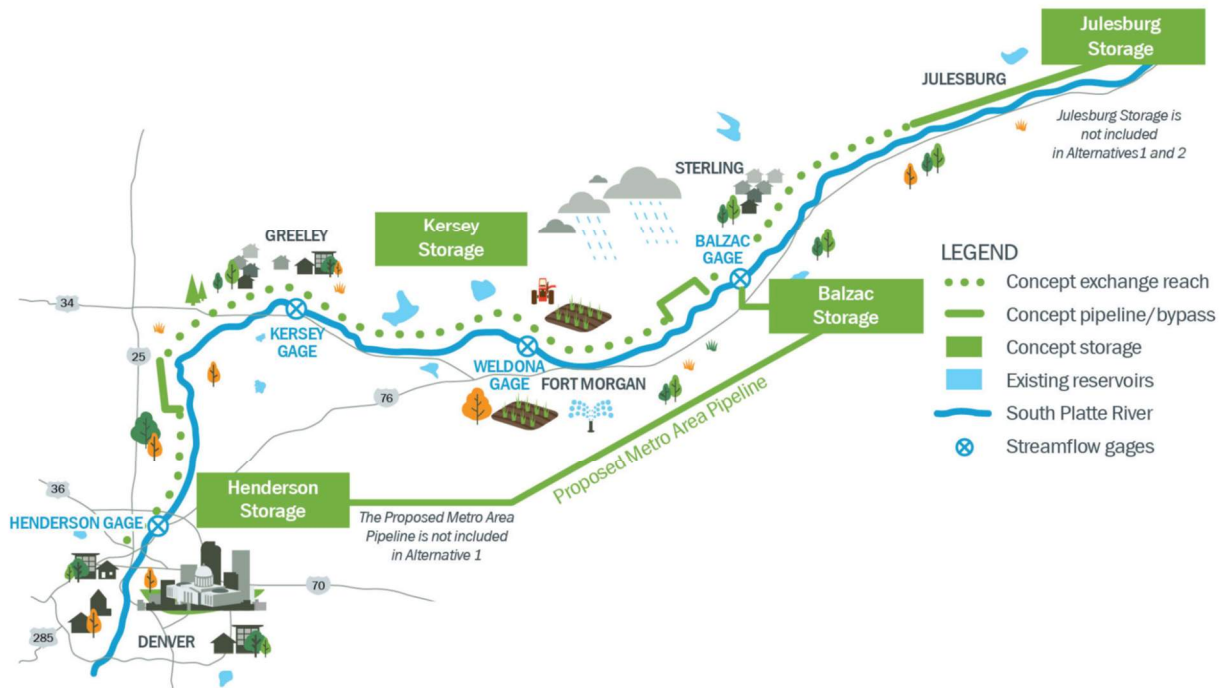 Julesburg
Storage
JULESBURG
Julesburg Storage is
not included
in Alternatives 1 and 2
STERLING
Kersey
Storage
GREELEY
BALZAC
GAGE
LEGEND
Concept exchange reach
Concept pipeline/bypass
Concept storage
Existing reservoirs
South Platte River
Streamflow gages
Balzac
Storage
34
KERSEY
GAGE
25
WELDONA
GAGE
FORT MORGAN
76
Proposed Metro Area Pipeline
36
Henderson
Storage
The Proposed Metro Area
Pipeline is not included
in Alternative 1
HENDERSON GAGE
70
285
DENVER